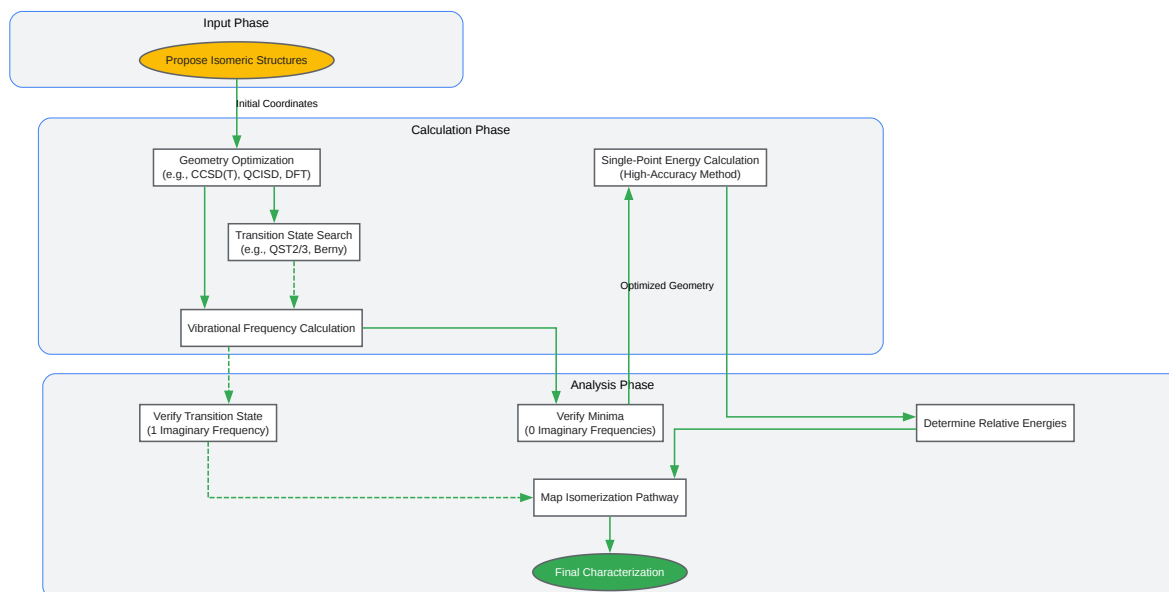 Input Phase
Propose Isomeric Structures
Initial Coordinates
Calculation Phase
Geometry Optimization
(e.g., CCSD(T), QCISD, DFT)
Single-Point Energy Calculation
(High-Accuracy Method)
Transition State Search
(e.g., QST2/3, Berny)
Optimized Geometry
Vibrational Frequency Calculation
Analysis Phase
Verify Transition State
(1 Imaginary Frequency)
Verify Minima
(0 Imaginary Frequencies)
Determine Relative Energies
Map Isomerization Pathway
Final Characterization